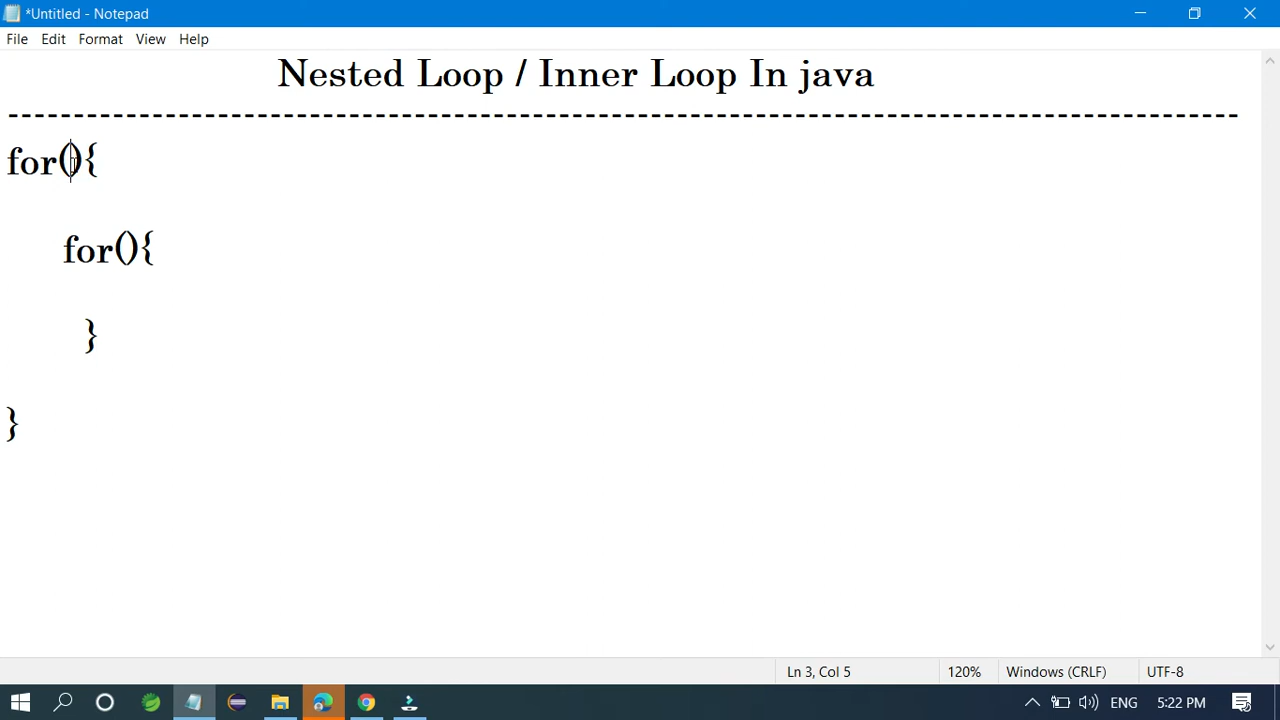 *Untitled - Notepad
File Edit Format View Help
Nested Loop / Inner Loop In java
-----------------------------------------------------------------------------------------------
for(){
for(){
}
}
Ln 3, Col 5 120% Windows (CRLF) UTF-8
ENG 5:22 PM